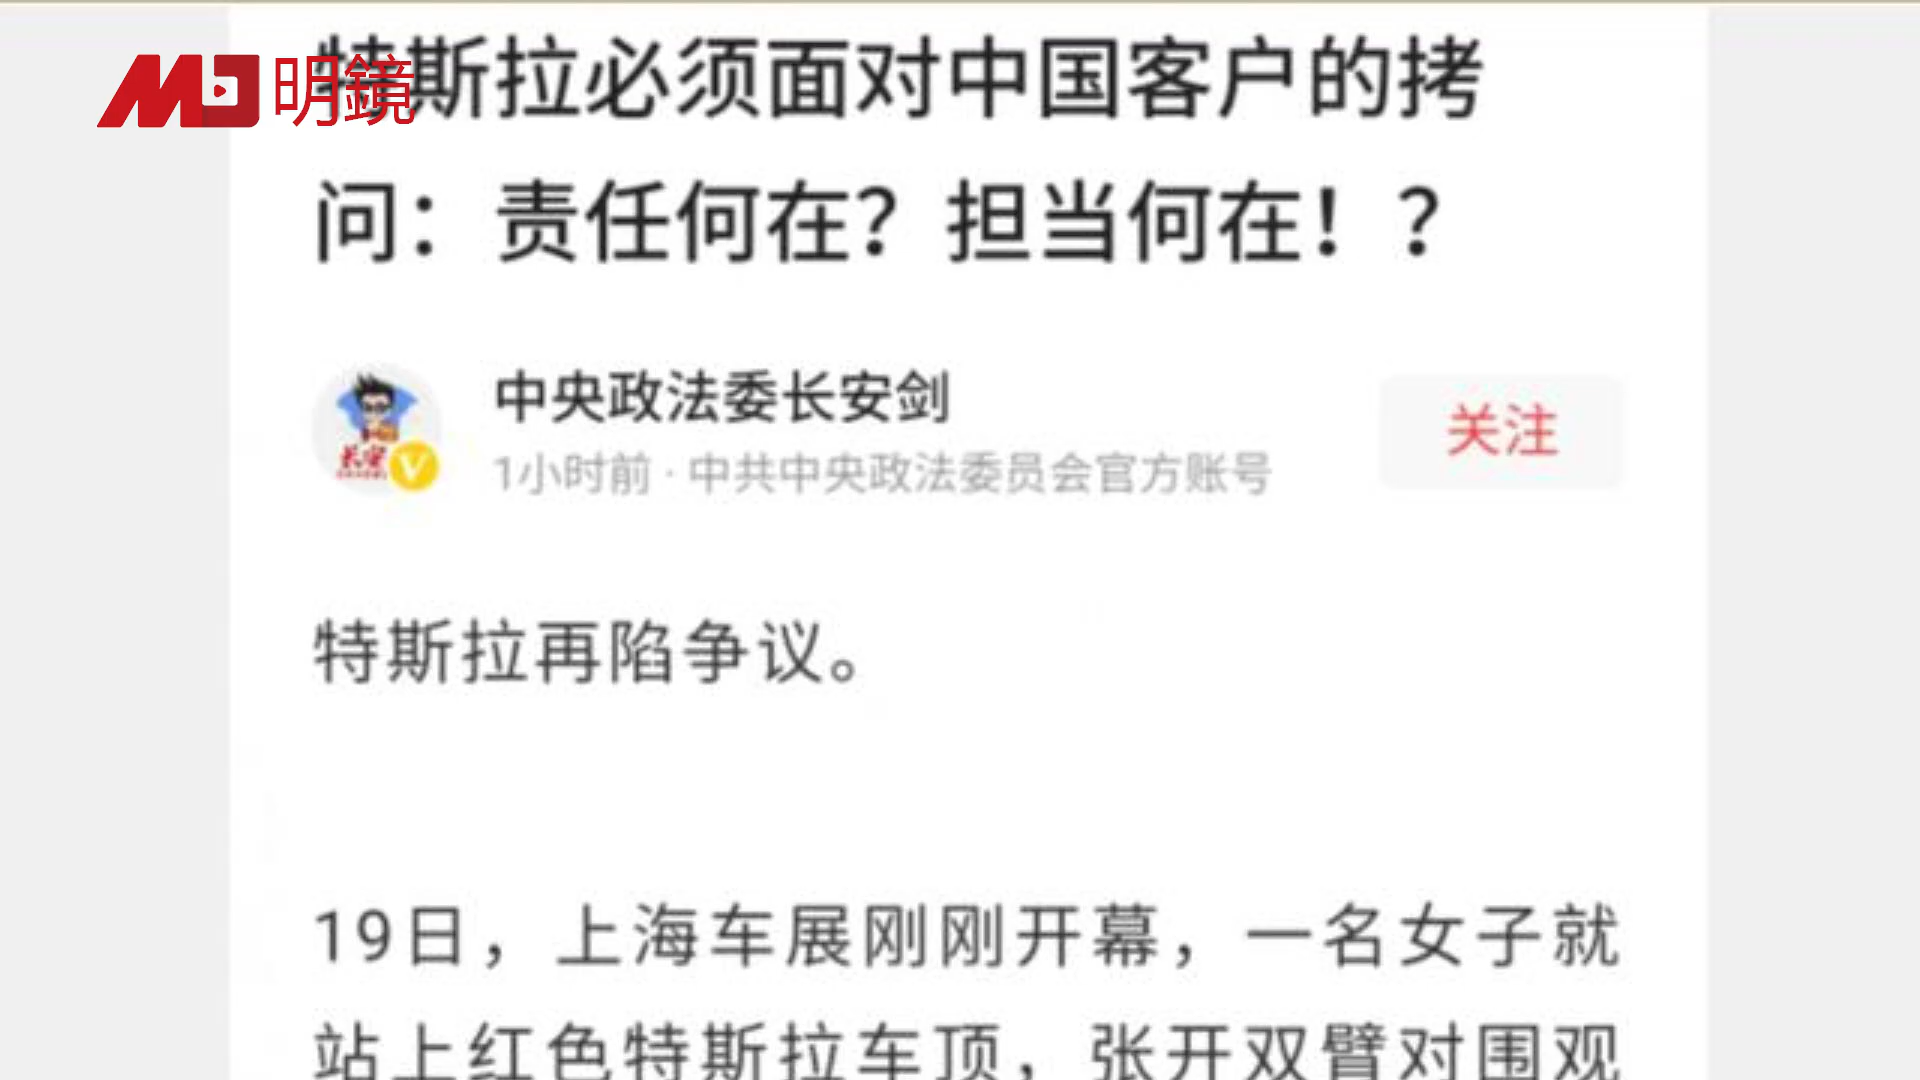 明鏡
特斯拉必须面对中国客户的拷
问：责任何在？担当何在！？
中央政法委长安剑
1小时前 · 中共中央政法委员会官方账号
关注
长安
特斯拉再陷争议。
19日，上海车展刚刚开幕，一名女子就
站上红色特斯拉车顶，张开双臂对围观